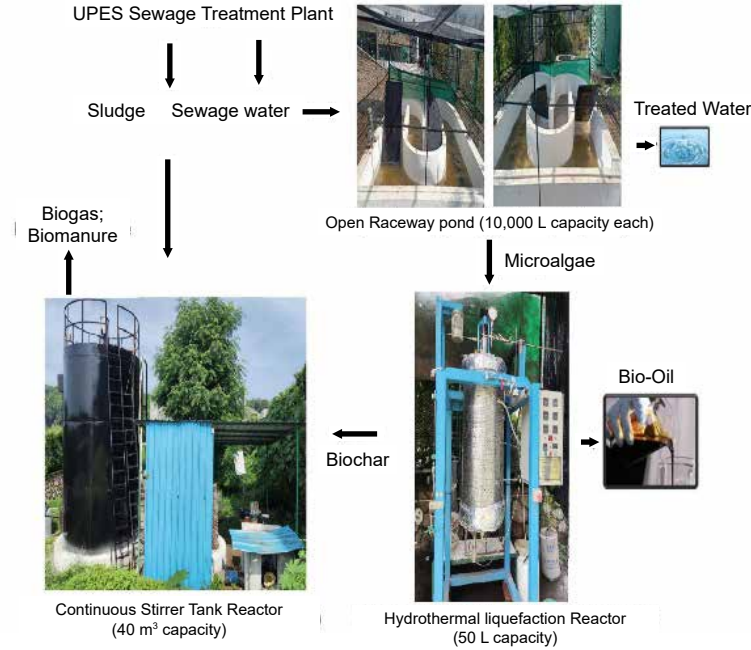 UPES Sewage Treatment Plant
Sludge
Sewage water
Treated Water
Open Raceway pond (10,000 L capacity each)
Biogas;
Biomanure
Microalgae
Bio-Oil
Biochar
Continuous Stirrer Tank Reactor
(40 m³ capacity)
Hydrothermal liquefaction Reactor
(50 L capacity)